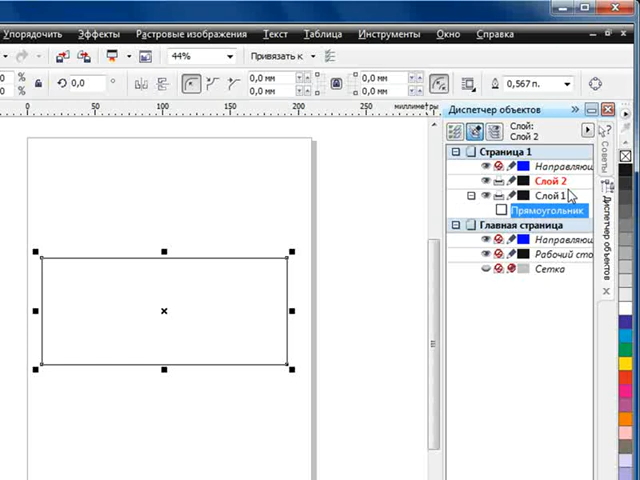 Упорядочить Эффекты Растровые изображения Текст Таблица Инструменты Окно Справка
44% Привязать к
0,0 0,0 мм 0,0 мм 0,567 п.
0,0 мм 0,0 мм
0 50 100 150 200 250 миллиметры
Диспетчер объектов
Слой:
Слой 2
Страница 1
Направляющ
Слой 2
Слой 1
Прямоугольник
Главная страница
Направляющ
Рабочий сто
Сетка
Советы
Диспетчер объектов